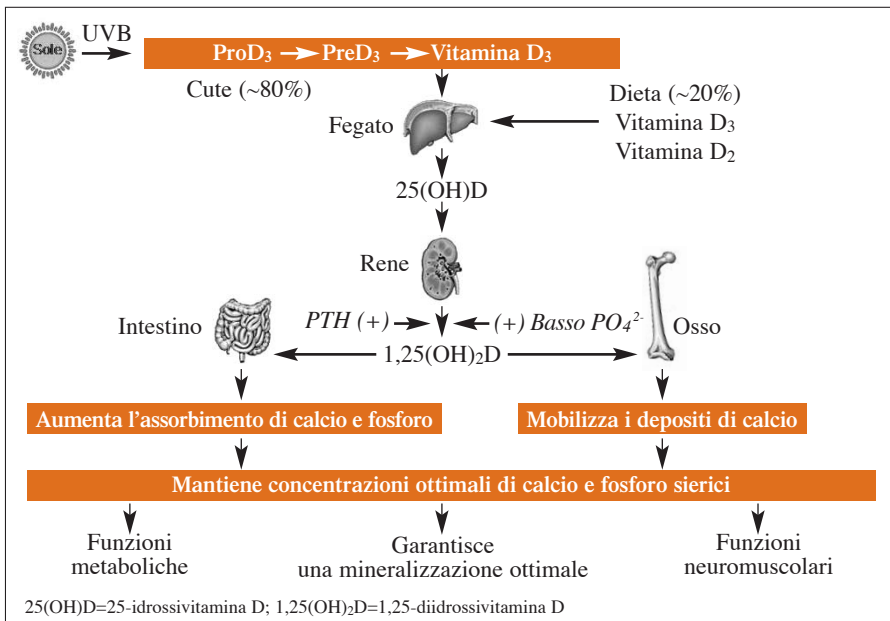 Sole
UVB
ProD₃ → PreD₃ → Vitamina D₃
Cute (~80%)
Dieta (~20%)
Vitamina D₃
Vitamina D₂
Fegato
25(OH)D
Rene
Intestino
PTH (+)
(+) Basso PO₄²⁻
Osso
1,25(OH)₂D
Aumenta l’assorbimento di calcio e fosforo
Mobilizza i depositi di calcio
Mantiene concentrazioni ottimali di calcio e fosforo sierici
Funzioni
metaboliche
Garantisce
una mineralizzazione ottimale
Funzioni
neuromuscolari
25(OH)D=25-idrossivitamina D; 1,25(OH)₂D=1,25-diidrossivitamina D